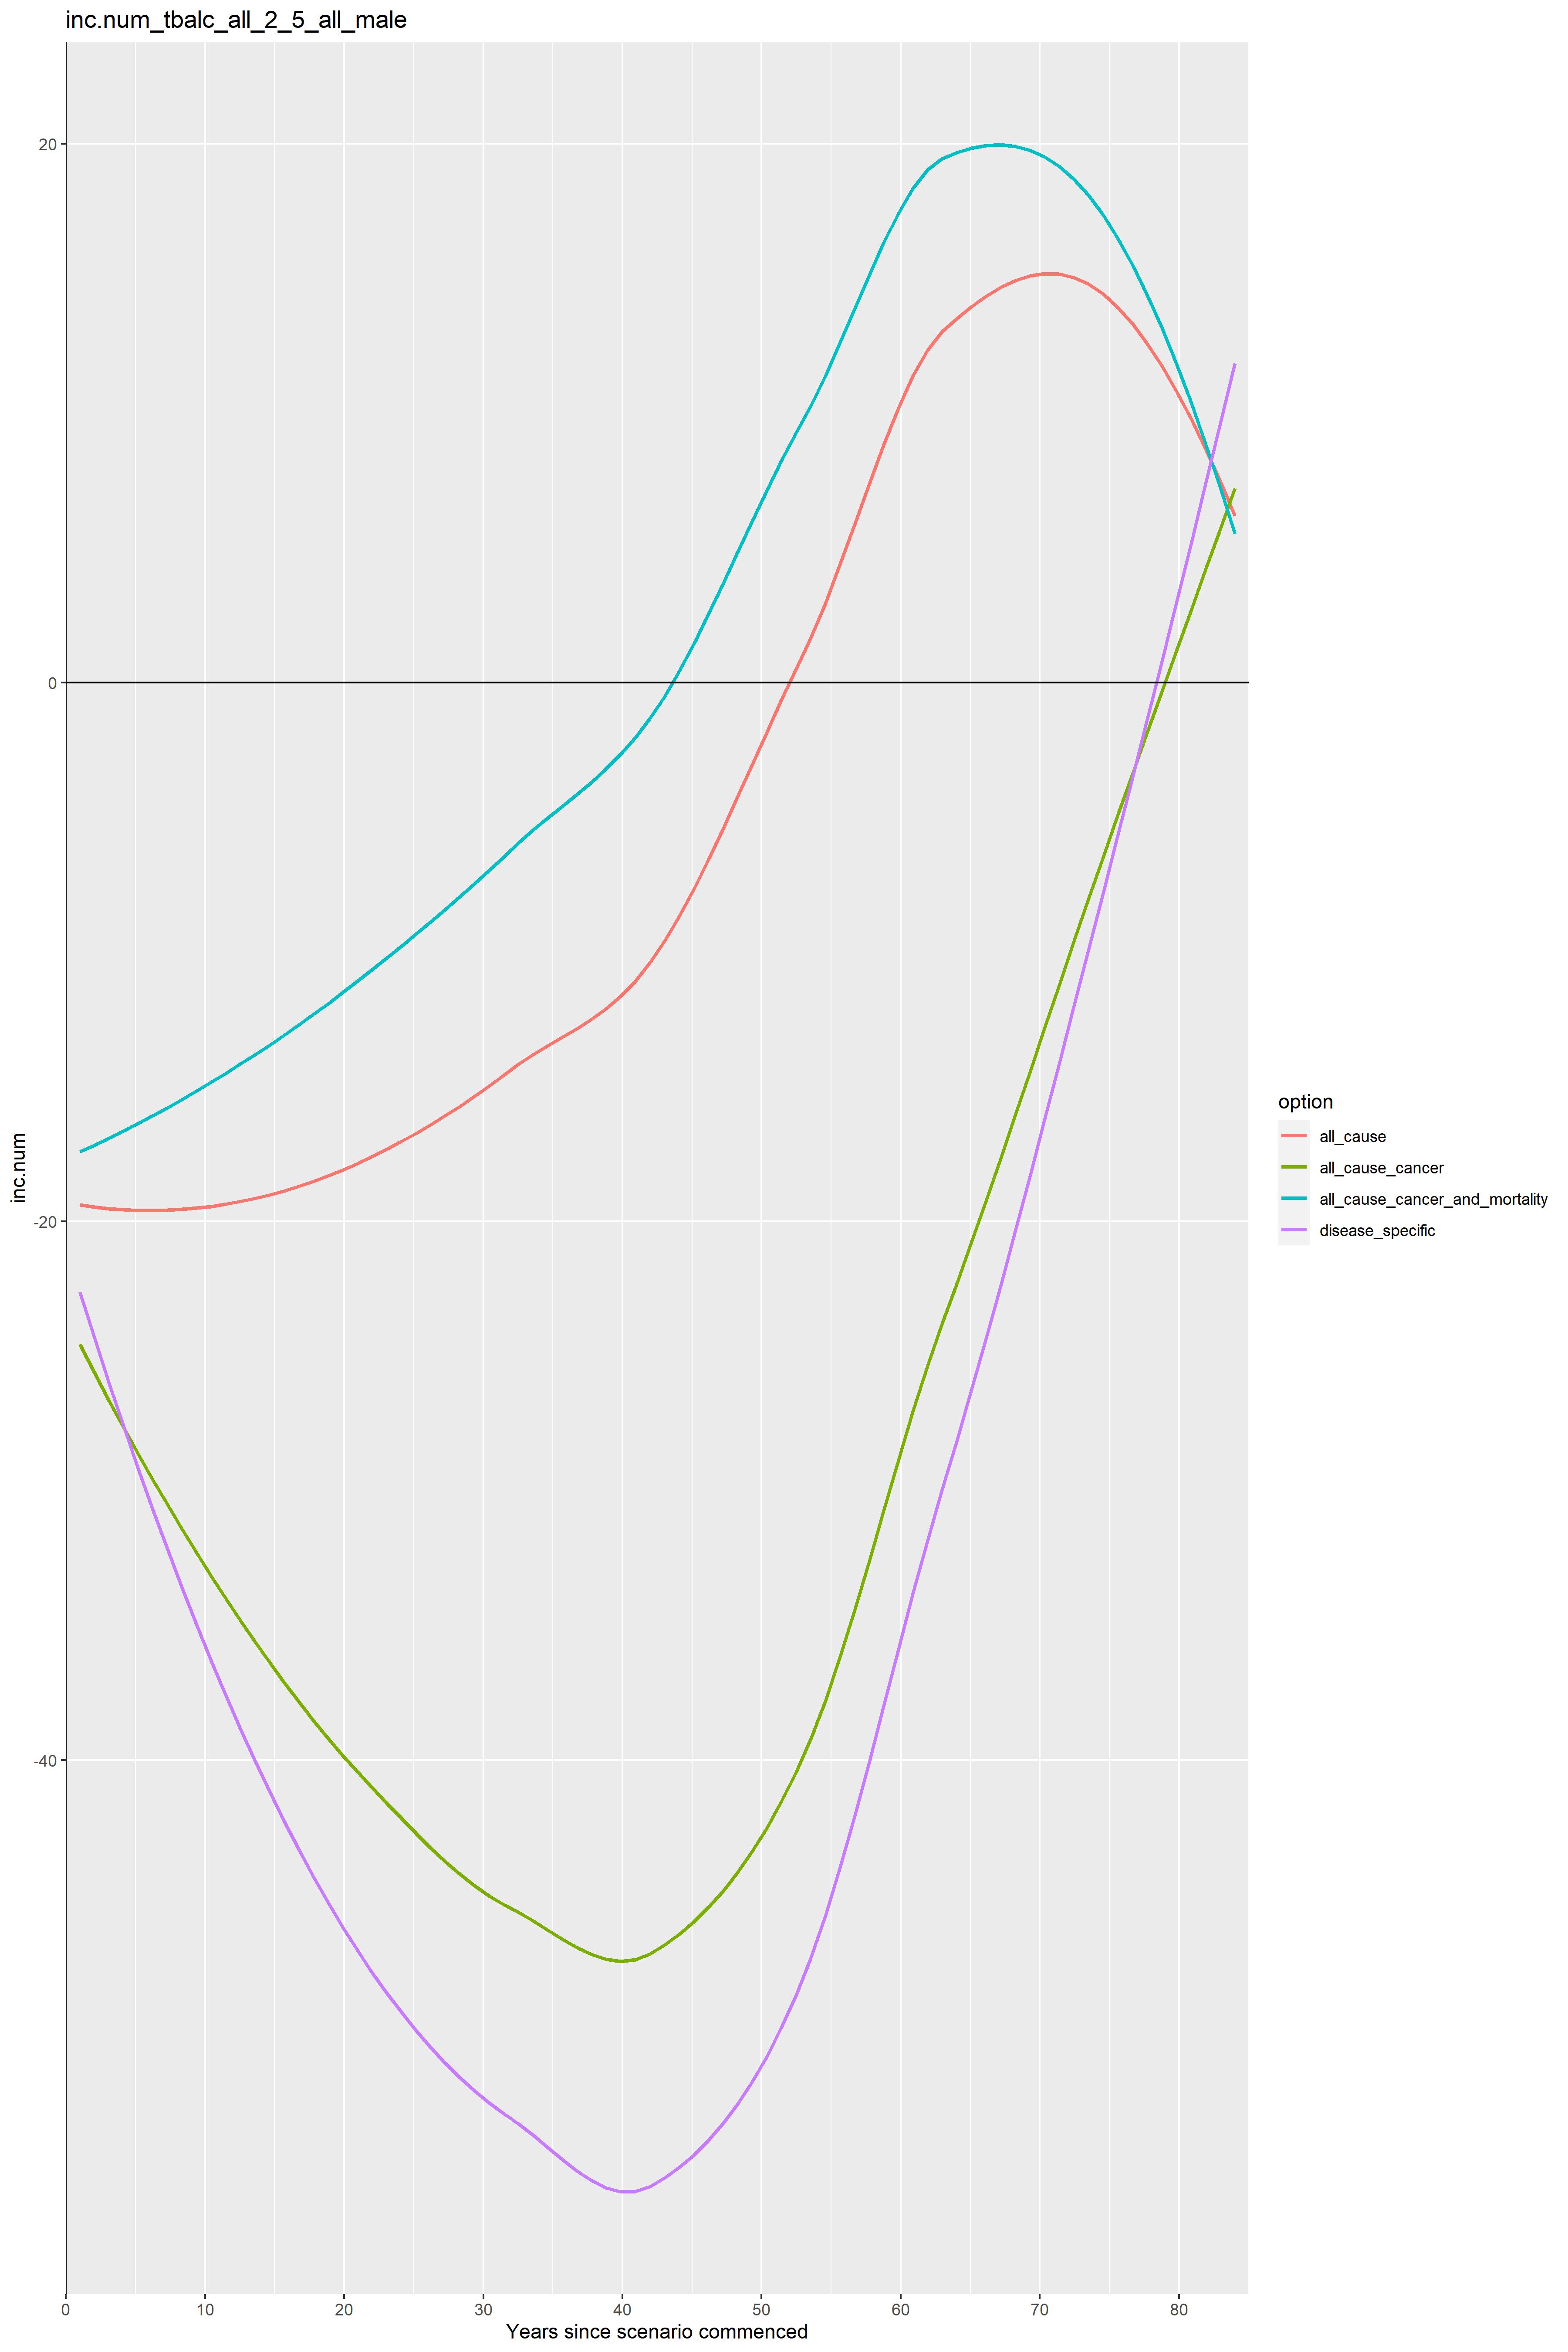 inc.num_tbalc_all_2_5_all_male
20
0
-20
-40
inc.num
0 10 20 30 40 50 60 70 80
Years since scenario commenced
option
all_cause
all_cause_cancer
all_cause_cancer_and_mortality
disease_specific